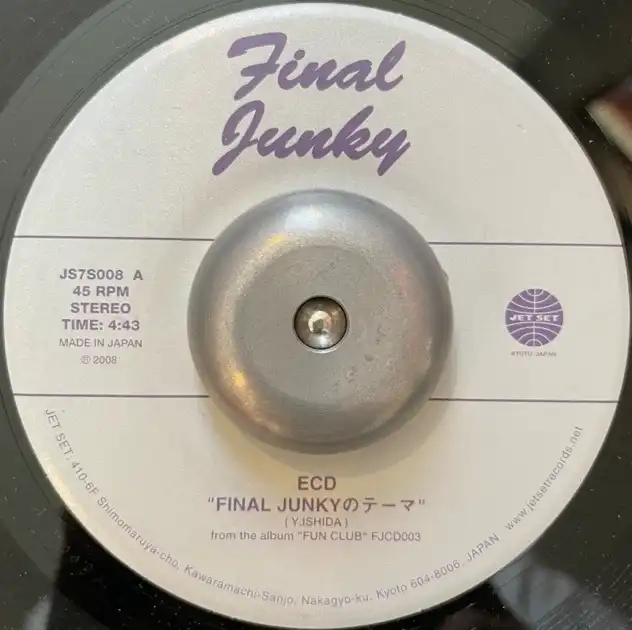 Final
Junky
JS7S008 A
45 RPM
STEREO
TIME: 4:43
MADE IN JAPAN
℗ 2008
JET SET
KYOTO JAPAN
ECD
"FINAL JUNKYのテーマ"
(Y.ISHIDA)
from the album "FUN CLUB" FJCD003
JET SET: 410-6F Shimomaruya-cho, Kawaramachi-Sanjo, Nakagyo-ku, Kyoto 604-8006, JAPAN www.jetsetrecords.net